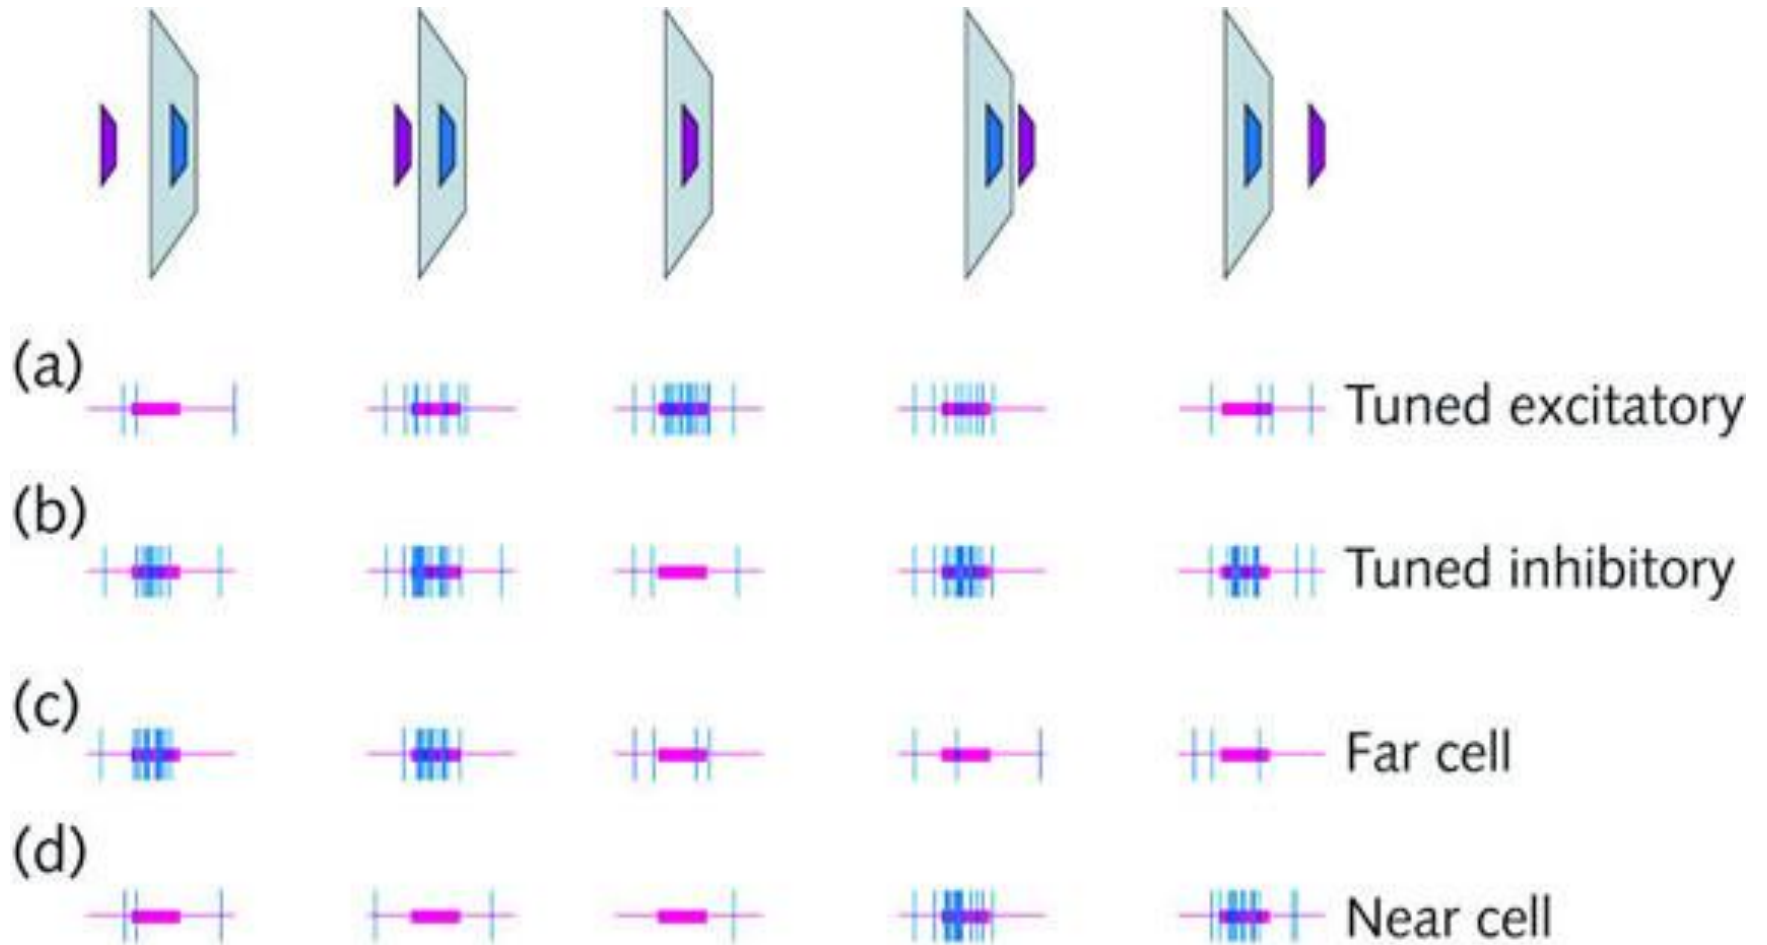 (a)
Tuned excitatory
(b)
Tuned inhibitory
(c)
Far cell
(d)
Near cell